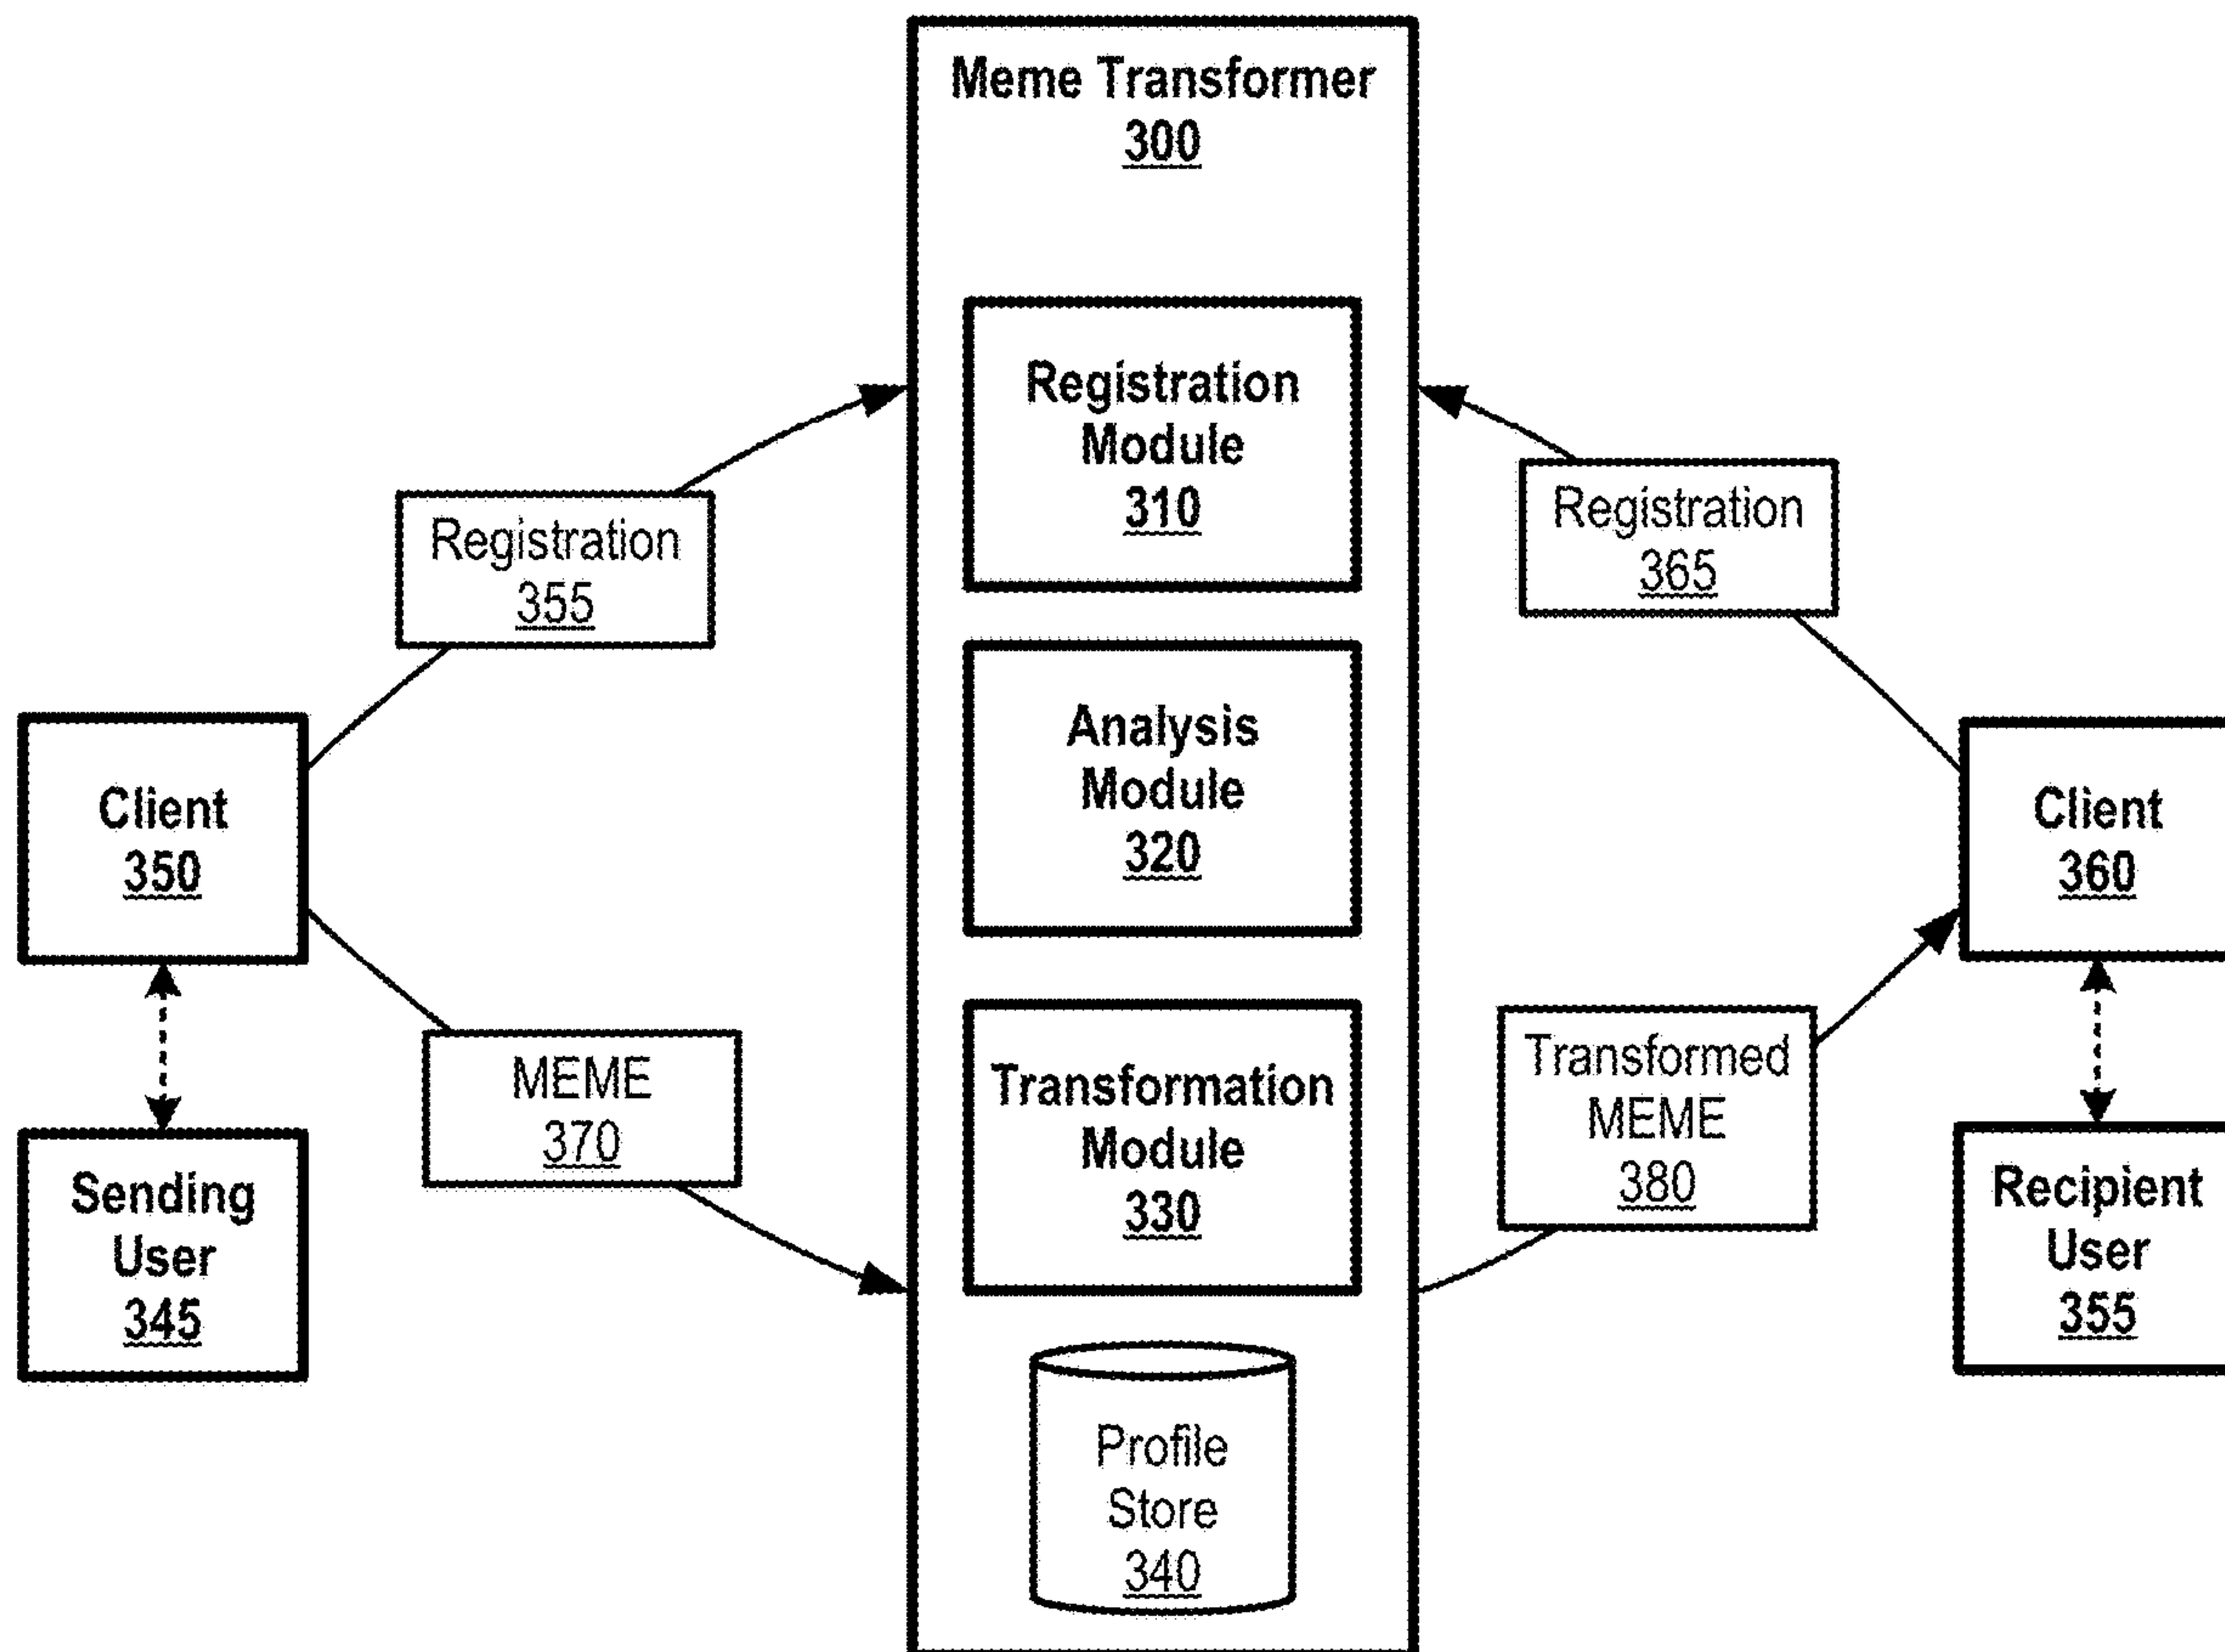 Meme Transformer
300
Registration
Module
310
Registration
355
Registration
365
Analysis
Module
320
Client
350
Client
360
MEME
370
Transformation
Module
330
Transformed
MEME
380
Sending
User
345
Recipient
User
355
Profile
Store
340